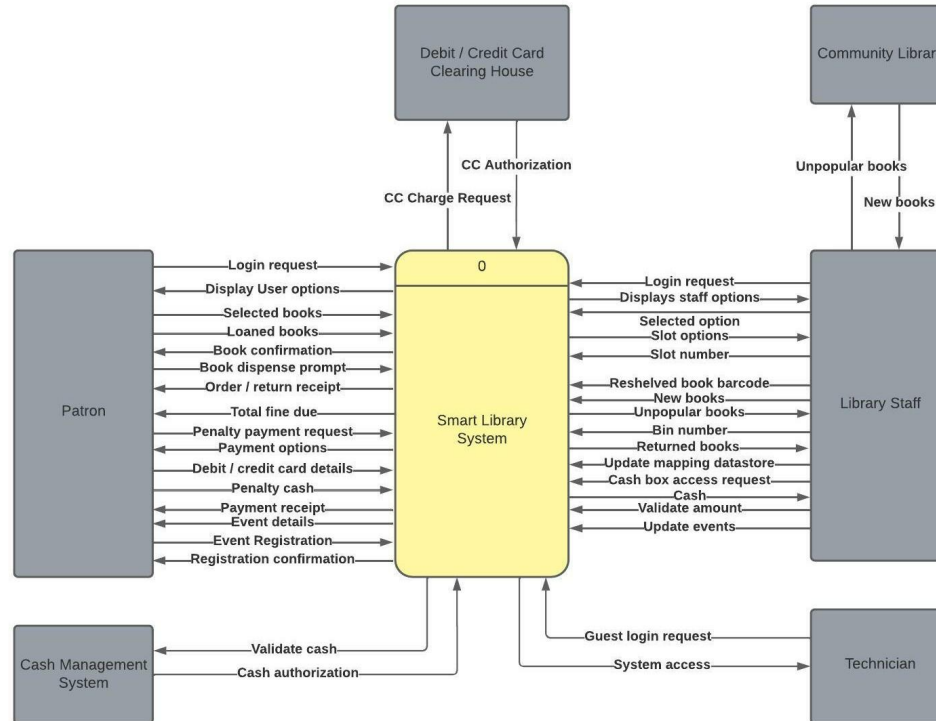 Debit / Credit Card
Clearing House
Community Library
CC Authorization
Unpopular books
CC Charge Request
New books
Patron
Login request
Display User options
Selected books
Loaned books
Book confirmation
Book dispense prompt
Order / return receipt
Total fine due
Penalty payment request
Payment options
Debit / credit card details
Penalty cash
Payment receipt
Event details
Event Registration
Registration confirmation
0
Smart Library
System
Login request
Displays staff options
Selected option
Slot options
Slot number
Reshelved book barcode
New books
Unpopular books
Bin number
Returned books
Update mapping datastore
Cash box access request
Cash
Validate amount
Update events
Library Staff
Cash Management
System
Validate cash
Cash authorization
Guest login request
System access
Technician